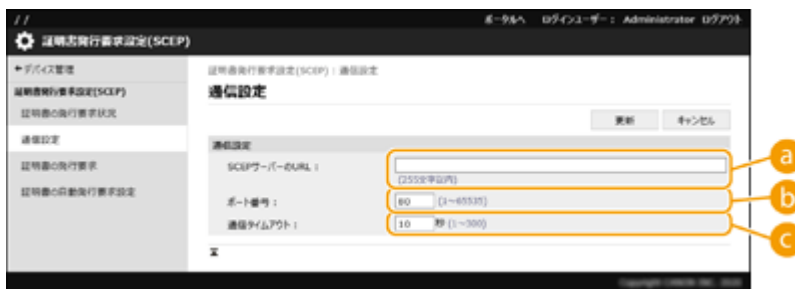 //
ポータルへ ログインユーザー： Administrator ログアウト
証明書発行要求設定(SCEP)
デバイス管理
証明書発行要求設定(SCEP)
証明書の発行要求状況
通信設定
証明書の発行要求
証明書の自動発行要求設定
証明書発行要求設定(SCEP) : 通信設定
通信設定
更新 キャンセル
通信設定
SCEPサーバーのURL：
(255文字以内)
a
ポート番号： 80 (1～65535)
b
通信タイムアウト： 10 秒 (1～300)
c